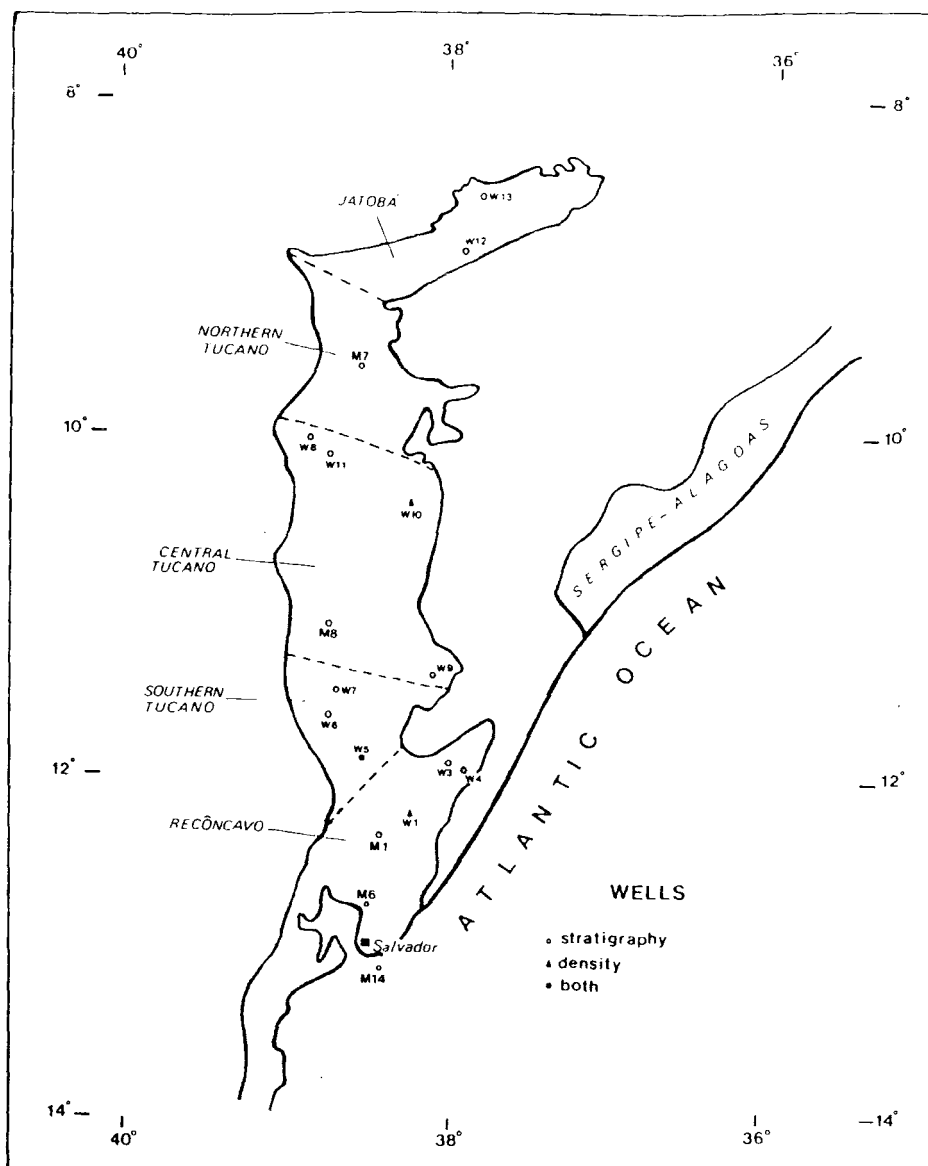 40° 38° 36°
8° 8°
JATOBÁ
W13
W12
NORTHERN
TUCANO
M7
10° 10°
W8
W11
W10
SERGIPE-ALAGOAS
CENTRAL
TUCANO
M8
W9
SOUTHERN
TUCANO
W7
W6
W5
W3
W4
12° 12°
RECÔNCAVO
W1
M1
ATLANTIC OCEAN
M6
Salvador
M14
WELLS
stratigraphy
density
both
14° 14°
40° 38° 36°